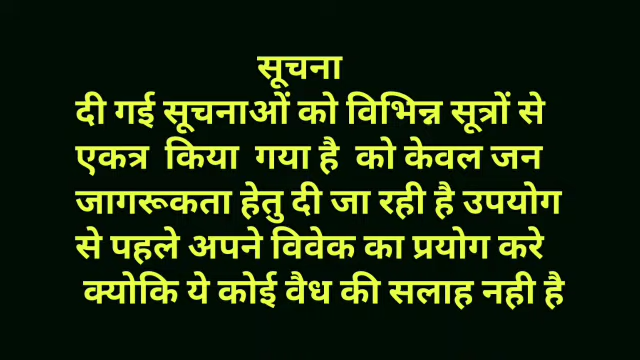 सूचना
दी गई सूचनाओं को विभिन्न सूत्रों से
एकत्र किया गया है को केवल जन
जागरूकता हेतु दी जा रही है उपयोग
से पहले अपने विवेक का प्रयोग करे
क्योकि ये कोई वैध की सलाह नही है